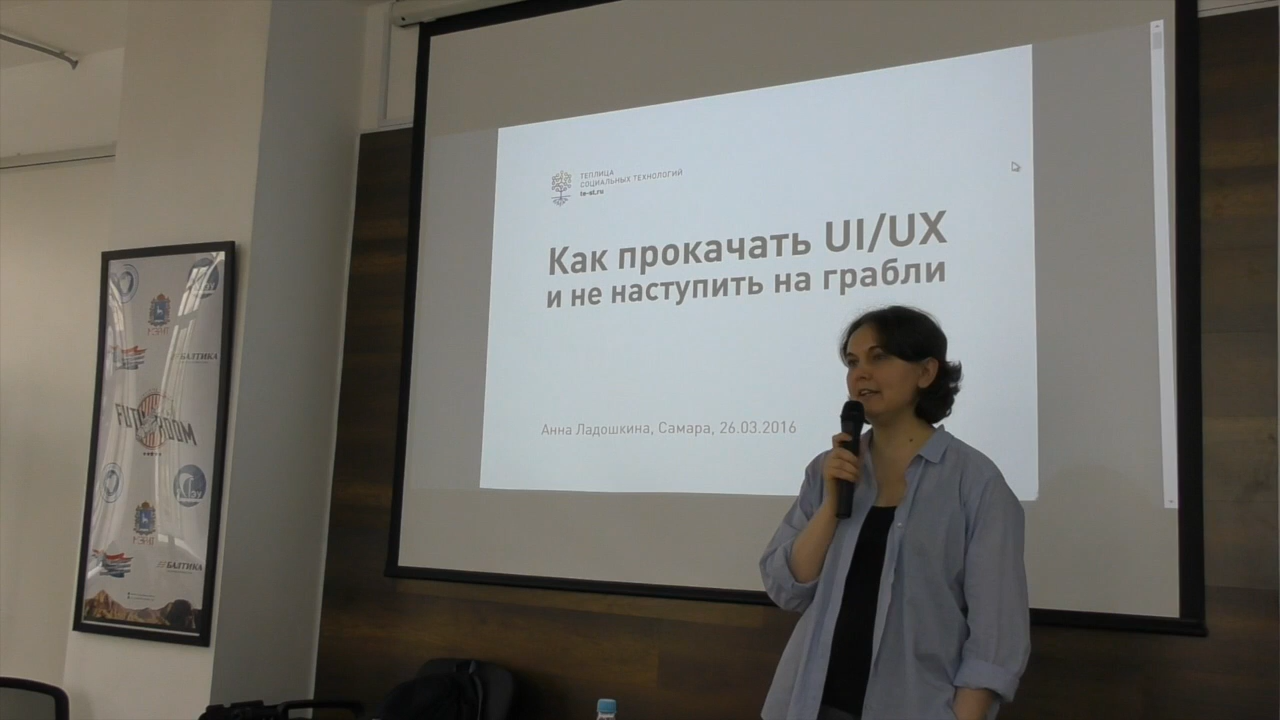 ТЕПЛИЦА
СОЦИАЛЬНЫХ ТЕХНОЛОГИЙ
te-st.ru
Как прокачать UI/UX
и не наступить на грабли
Анна Ладошкина, Самара, 26.03.2016
БАЛТИКА
ROOM
БАЛТИКА